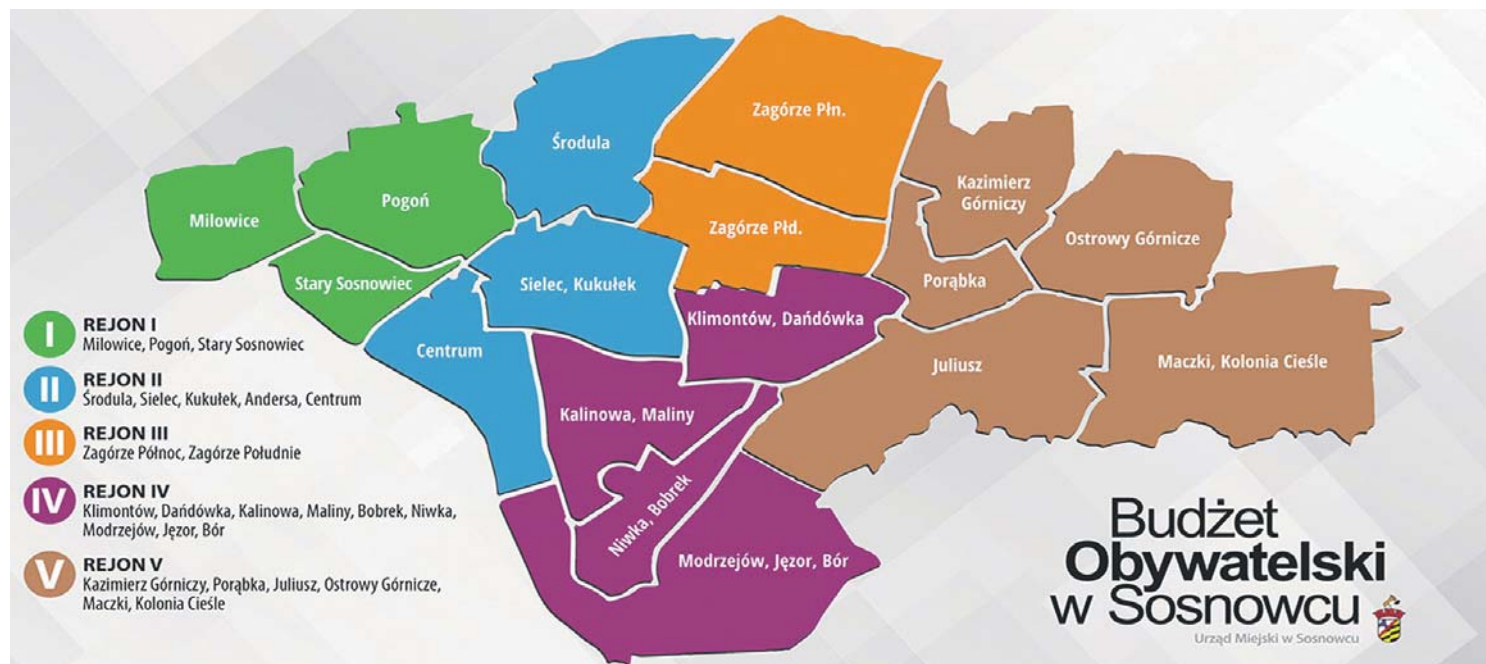 Zagórze Płn.
Środula
Kazimierz
Górniczy
Pogoń
Milowice
Zagórze Płd.
Ostrowy Górnicze
Stary Sosnowiec
Sielec, Kukułek
Porąbka
Klimontów, Dańdówka
Centrum
Juliusz
Maczki, Kolonia Cieśle
Kalinowa, Maliny
Niwka, Bobrek
Modrzejów, Jęzor, Bór
I REJON I
Milowice, Pogoń, Stary Sosnowiec
II REJON II
Środula, Sielec, Kukułek, Andersa, Centrum
III REJON III
Zagórze Północ, Zagórze Południe
IV REJON IV
Klimontów, Dańdówka, Kalinowa, Maliny, Bobrek, Niwka,
Modrzejów, Jęzor, Bór
V REJON V
Kazimierz Górniczy, Porąbka, Juliusz, Ostrowy Górnicze,
Maczki, Kolonia Cieśle
Budżet
Obywatelski
w Sosnowcu
Urząd Miejski w Sosnowcu